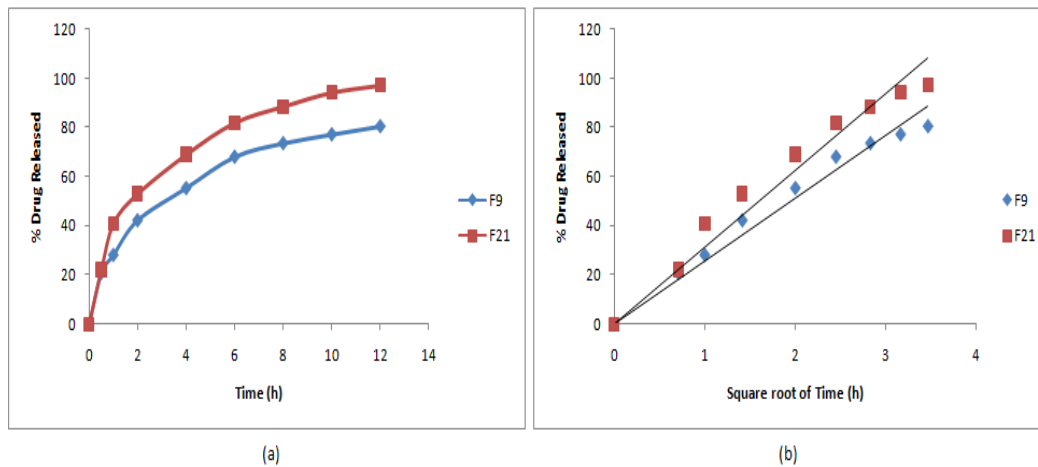 120
100
80
60
40
20
0
% Drug Released
0 2 4 6 8 10 12 14
Time (h)
F9
F21
(a)
120
100
80
60
40
20
0
% Drug Released
0 1 2 3 4
Square root of Time (h)
F9
F21
(b)